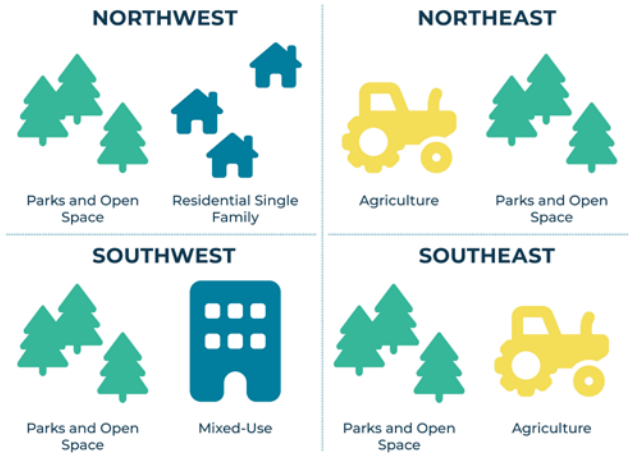 NORTHWEST
Parks and Open
Space
Residential Single
Family
NORTHEAST
Agriculture
Parks and Open
Space
SOUTHWEST
Parks and Open
Space
Mixed-Use
SOUTHEAST
Parks and Open
Space
Agriculture